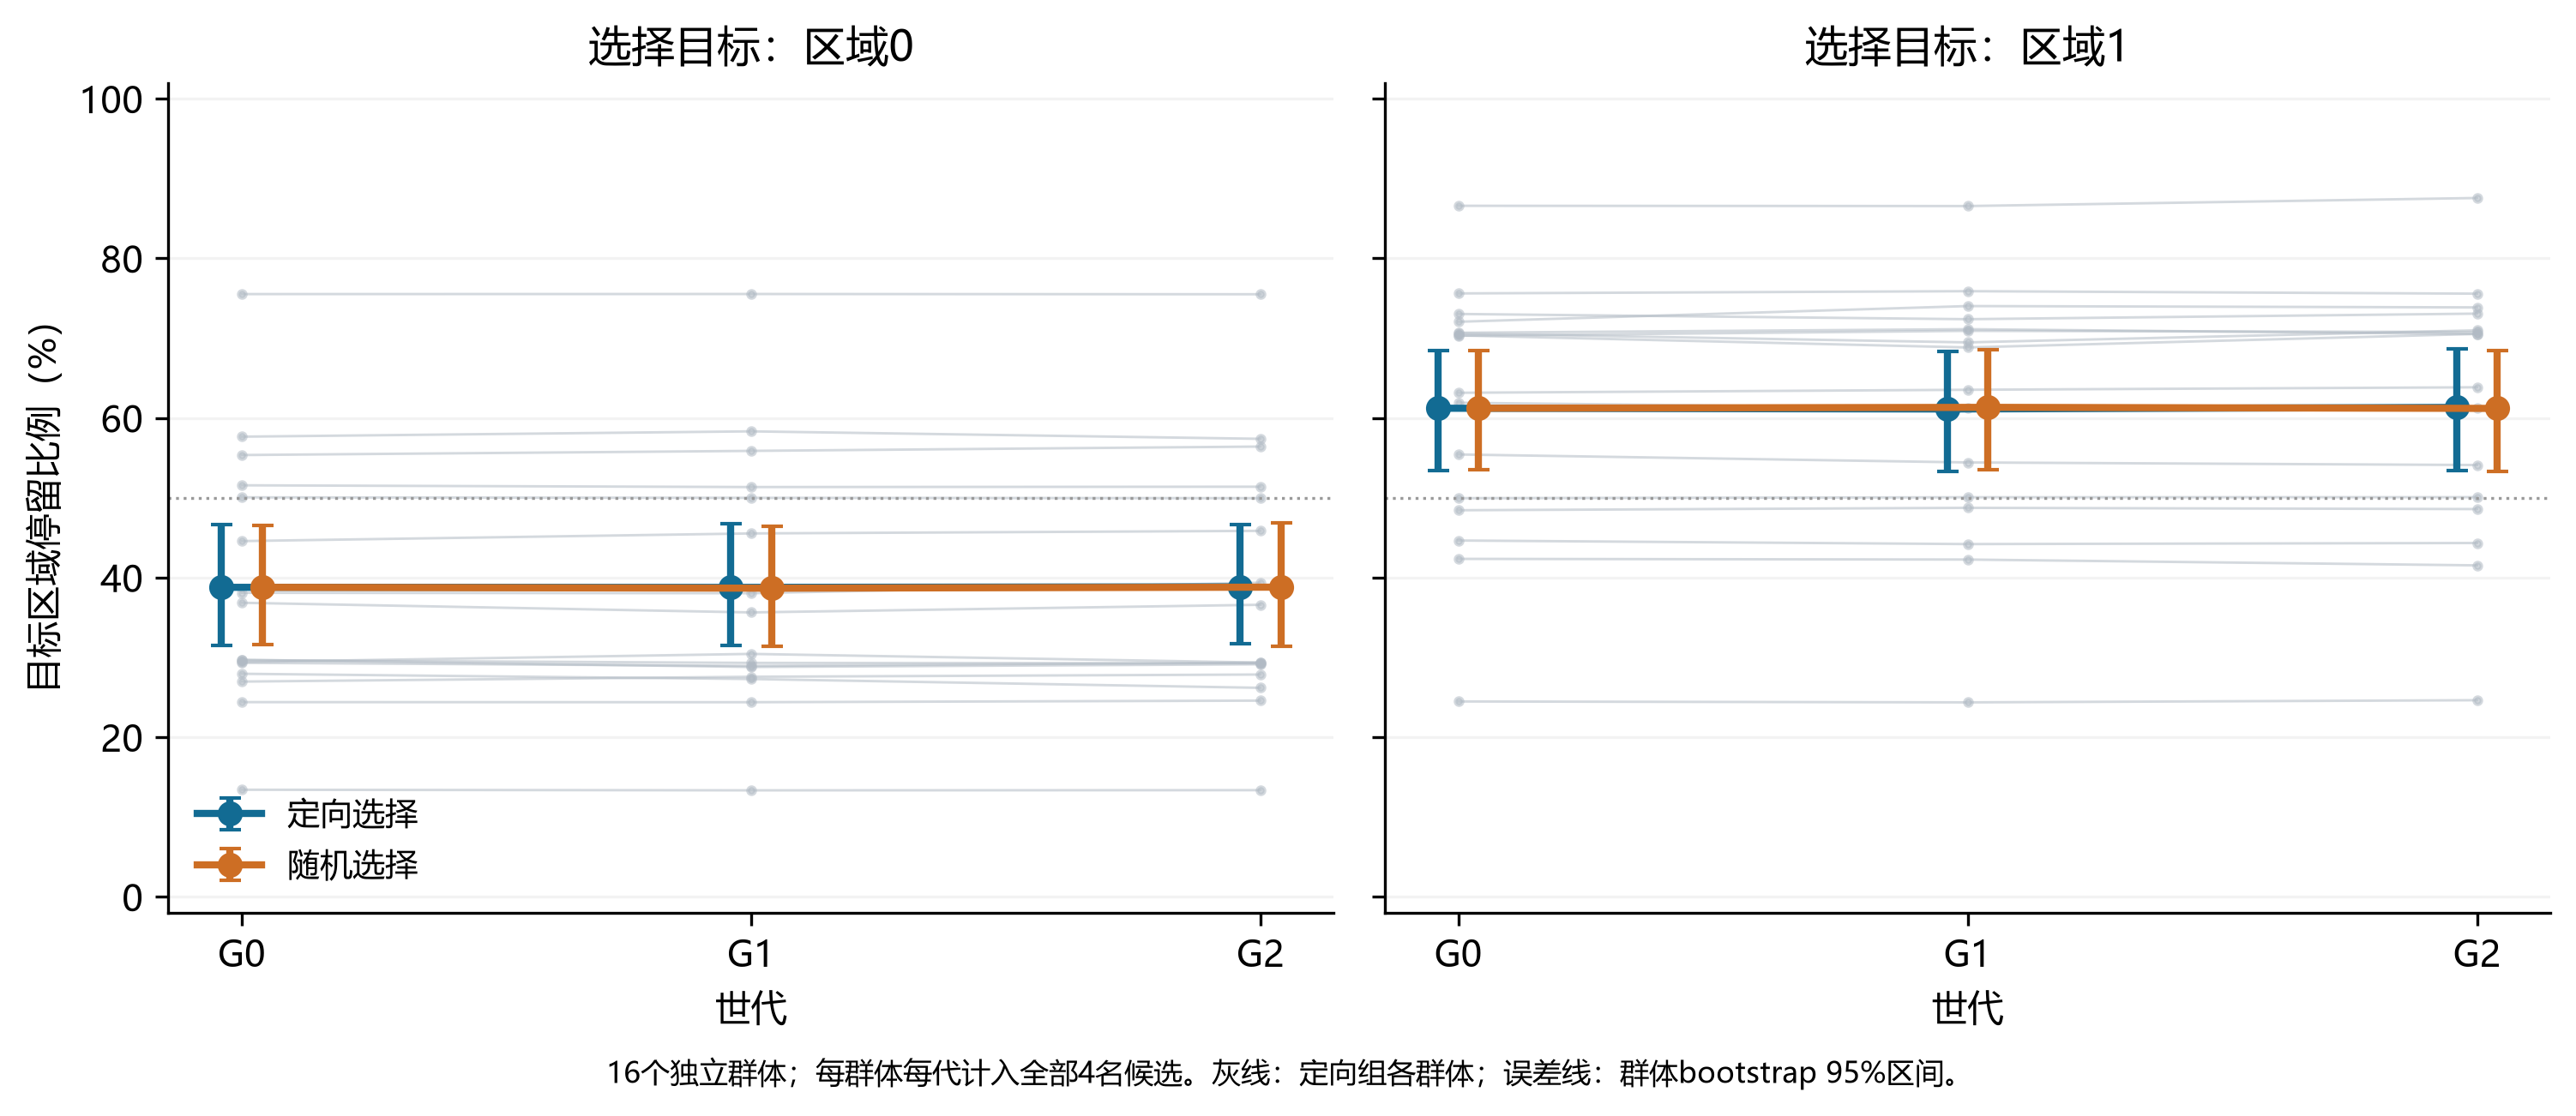 选择目标：区域0
选择目标：区域1
目标区域停留比例（%）
100
80
60
40
20
0
定向选择
随机选择
G0
G1
G2
G0
G1
G2
世代
世代
16个独立群体；每群体每代计入全部4名候选。灰线：定向组各群体；误差线：群体bootstrap 95%区间。